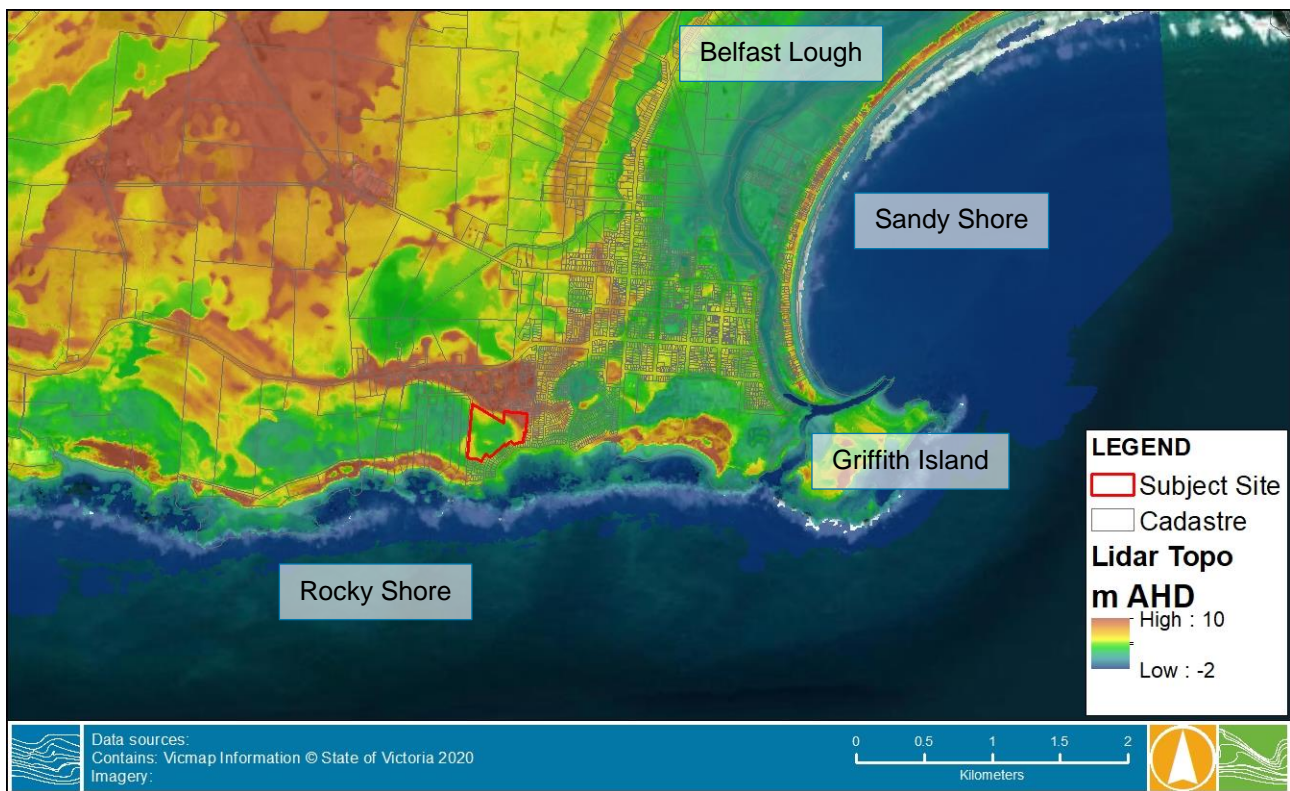 Belfast Lough
Sandy Shore
Griffith Island
Rocky Shore
LEGEND
Subject Site
Cadastre
Lidar Topo
m AHD
High : 10
Low : -2
Data sources:
Contains: Vicmap Information © State of Victoria 2020
Imagery:
0 0.5 1 1.5 2
Kilometers